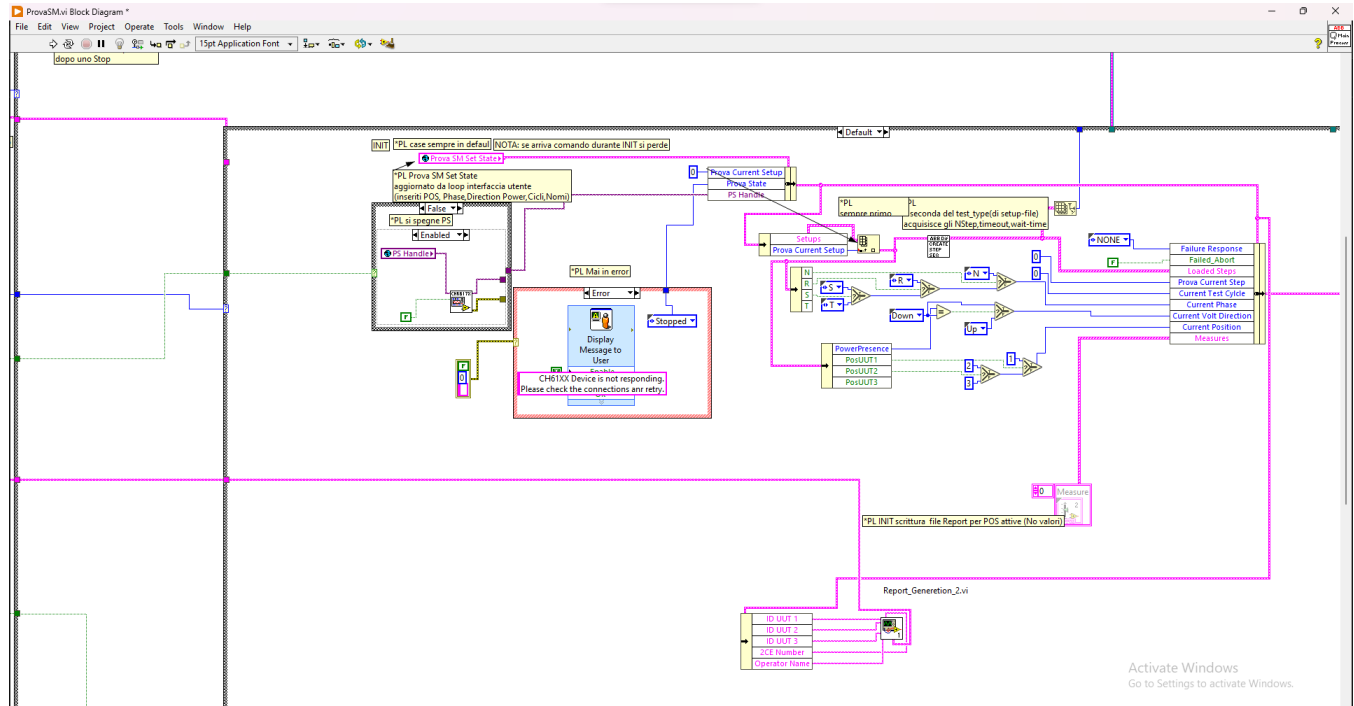 ProvaSM.vi Block Diagram *
File Edit View Project Operate Tools Window Help
15pt Application Font
ABB
Q Main
Process
dopo uno Stop
Default
INIT
*PL case sempre in defaul
NOTA: se arriva comando durante INIT si perde
Prova SM Set State
*PL Prova SM Set State
aggiornato da loop interfaccia utente
(inseriti POS, Phase,Direction Power,Cicli,Nomi)
0
Prova Current Setup
Prova State
PS Handle
False
*PL si spegne PS
Enabled
PS Handle
F
*PL Mai in error
Error
Display
Message to
User
Enable
CH61XX Device is not responding.
Please check the connections anr retry.
Stopped
F
0
*PL
sempre primo
PL
seconda del test_type(di setup-file)
acquisisce gli NStep,timeout,wait-time
Setups
Prova Current Setup
CREATE
STEP
SEQ
NONE
F
0
0
N
R
S
T
S
T
R
N
Down
Up
Failure Response
Failed_Abort
Loaded Steps
Prova Current Step
Current Test Cylcle
Current Phase
Current Volt Direction
Current Position
Measures
PowerPresence
PosUUT1
PosUUT2
PosUUT3
2
3
1
0
Measure
*PL INIT scrittura file Report per POS attive (No valori)
Report_Generetion_2.vi
ID UUT 1
ID UUT 2
ID UUT 3
2CE Number
Operator Name
1
Activate Windows
Go to Settings to activate Windows.